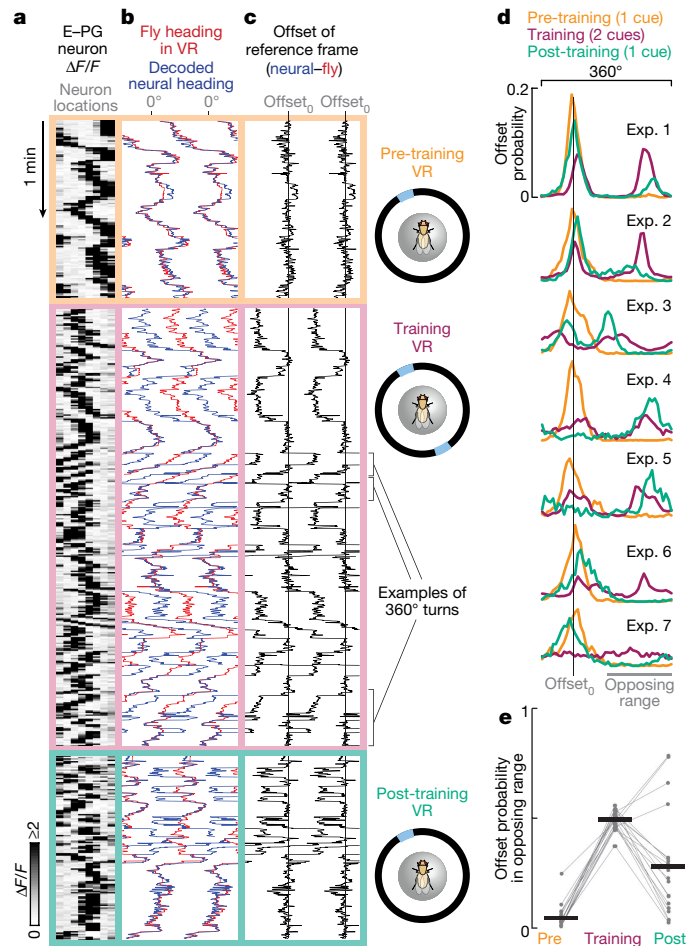 a
E–PG
neuron
ΔF/F
Neuron
locations
b
Fly heading
in VR
Decoded
neural heading
0°
0°
c
Offset of
reference frame
(neural–fly)
Offset0
Offset0
1 min
Pre-training
VR
Training
VR
Examples of
360° turns
Post-training
VR
≥2
ΔF/F
0
d
Pre-training (1 cue)
Training (2 cues)
Post-training (1 cue)
360°
0.2
Offset
probability
0
Exp. 1
Exp. 2
Exp. 3
Exp. 4
Exp. 5
Exp. 6
Exp. 7
Offset0
Opposing
range
e
1
Offset probability
in opposing range
0
Pre
Training
Post